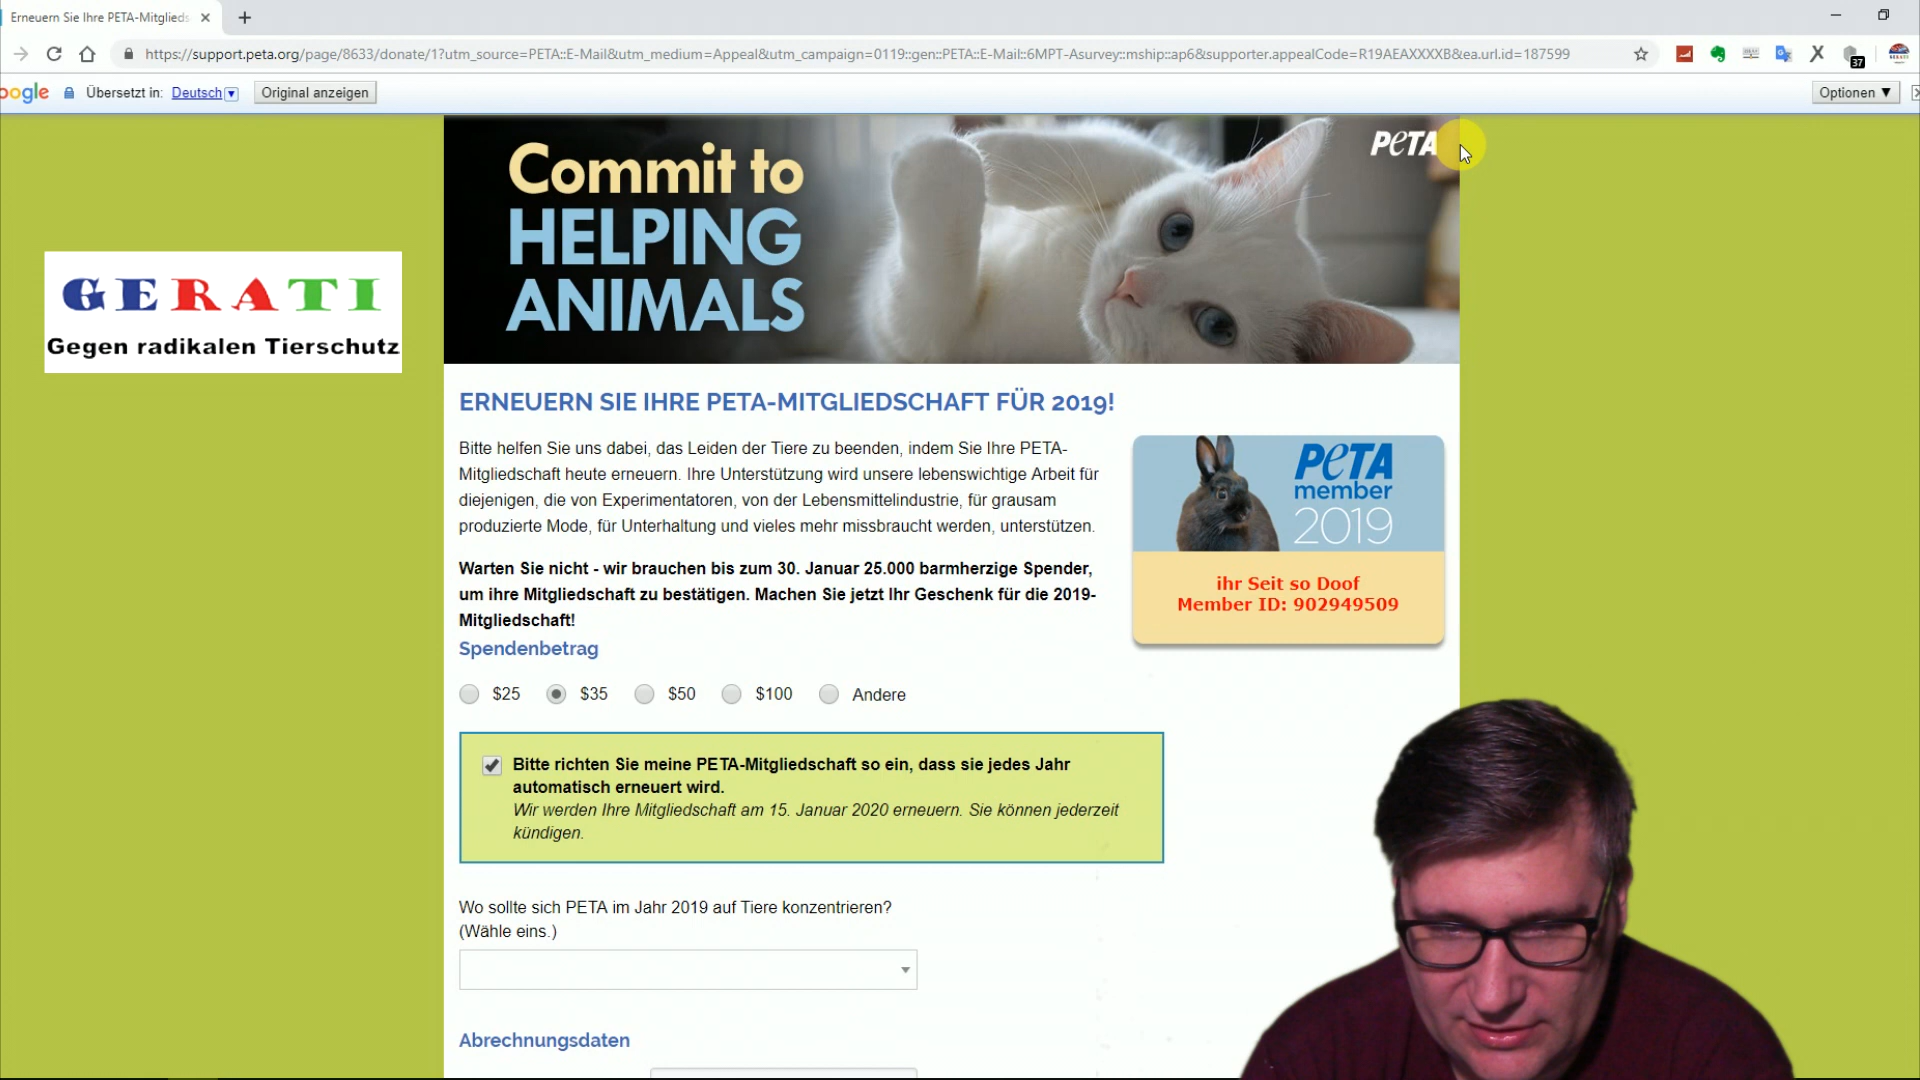 Erneuern Sie Ihre PETA-Mitglieds
https://support.peta.org/page/8633/donate/1?utm_source=PETA::E-Mail&utm_medium=Appeal&utm_campaign=0119::gen::PETA::E-Mail::6MPT-Asurvey::mship::ap6&supporter.appealCode=R19AEAXXXXB&ea.url.id=187599
37
oogle Übersetzt in: Deutsch Original anzeigen Optionen ▼
Commit to
HELPING
ANIMALS
PETA
GERATI
Gegen radikalen Tierschutz
ERNEUERN SIE IHRE PETA-MITGLIEDSCHAFT FÜR 2019!
Bitte helfen Sie uns dabei, das Leiden der Tiere zu beenden, indem Sie Ihre PETA-
Mitgliedschaft heute erneuern. Ihre Unterstützung wird unsere lebenswichtige Arbeit für
diejenigen, die von Experimentatoren, von der Lebensmittelindustrie, für grausam
produzierte Mode, für Unterhaltung und vieles mehr missbraucht werden, unterstützen.
Warten Sie nicht - wir brauchen bis zum 30. Januar 25.000 barmherzige Spender,
um ihre Mitgliedschaft zu bestätigen. Machen Sie jetzt Ihr Geschenk für die 2019-
Mitgliedschaft!
PETA
member
2019
ihr Seit so Doof
Member ID: 902949509
Spendenbetrag
$25 $35 $50 $100 Andere
Bitte richten Sie meine PETA-Mitgliedschaft so ein, dass sie jedes Jahr
automatisch erneuert wird.
Wir werden Ihre Mitgliedschaft am 15. Januar 2020 erneuern. Sie können jederzeit
kündigen.
Wo sollte sich PETA im Jahr 2019 auf Tiere konzentrieren?
(Wähle eins.)
Abrechnungsdaten